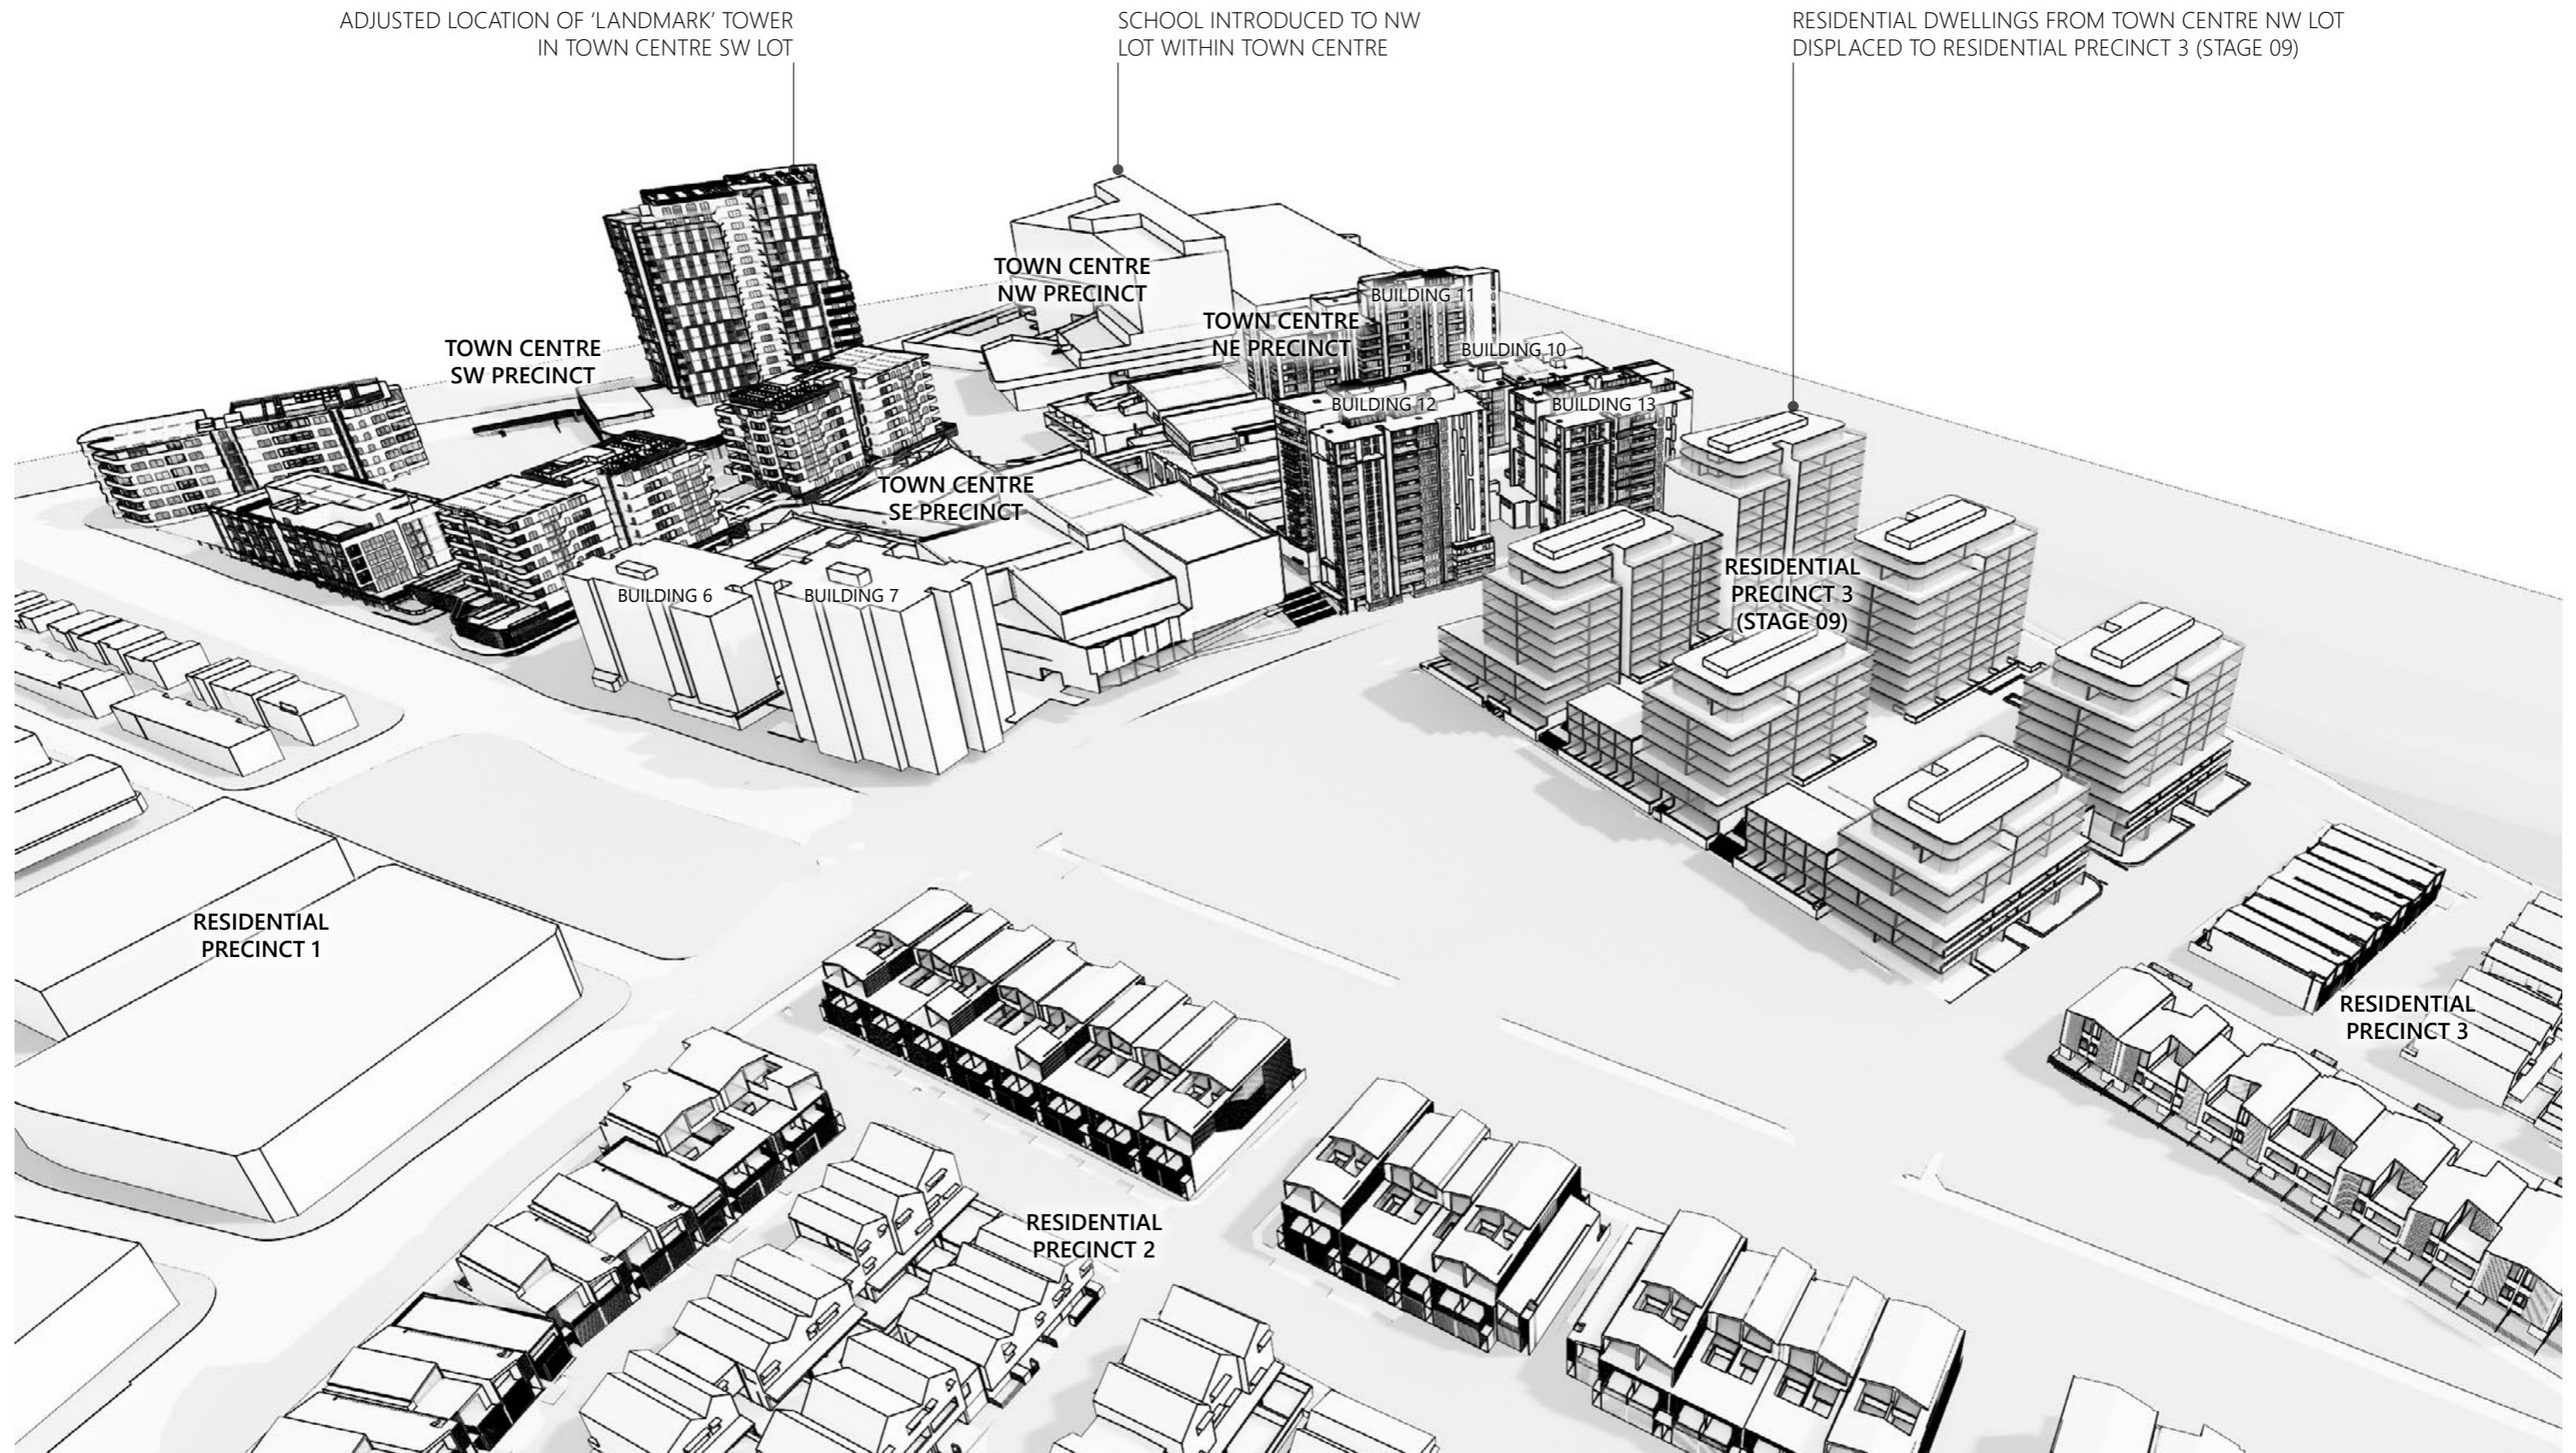 ADJUSTED LOCATION OF ‘LANDMARK’ TOWER
IN TOWN CENTRE SW LOT
SCHOOL INTRODUCED TO NW
LOT WITHIN TOWN CENTRE
RESIDENTIAL DWELLINGS FROM TOWN CENTRE NW LOT
DISPLACED TO RESIDENTIAL PRECINCT 3 (STAGE 09)
TOWN CENTRE
NW PRECINCT
BUILDING 11
TOWN CENTRE
NE PRECINCT
TOWN CENTRE
SW PRECINCT
BUILDING 10
BUILDING 12
BUILDING 13
TOWN CENTRE
SE PRECINCT
RESIDENTIAL
PRECINCT 3
(STAGE 09)
BUILDING 6
BUILDING 7
RESIDENTIAL
PRECINCT 1
RESIDENTIAL
PRECINCT 3
RESIDENTIAL
PRECINCT 2